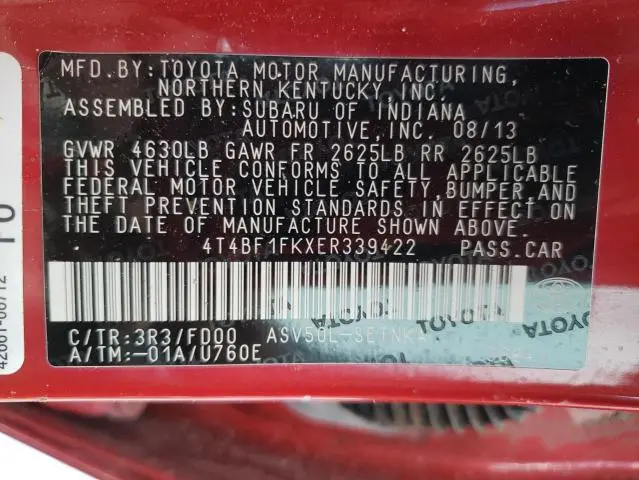 MFD.BY:TOYOTA MOTOR MANUFACTURING,
NORTHERN KENTUCKY,INC.
ASSEMBLED BY:SUBARU OF INDIANA
AUTOMOTIVE,INC. 08/13
GVWR 4630LB GAWR FR 2625LB RR 2625LB
THIS VEHICLE CONFORMS TO ALL APPLICABLE
FEDERAL MOTOR VEHICLE SAFETY,BUMPER,AND
THEFT PREVENTION STANDARDS IN EFFECT ON
THE DATE OF MANUFACTURE SHOWN ABOVE.
4T4BF1FKXER339422 PASS.CAR
C/TR:3R3/FD00 ASV50L-SETNKA
A/TM:-01A/U760E
TOYOTA TOYOTA TOYOTA